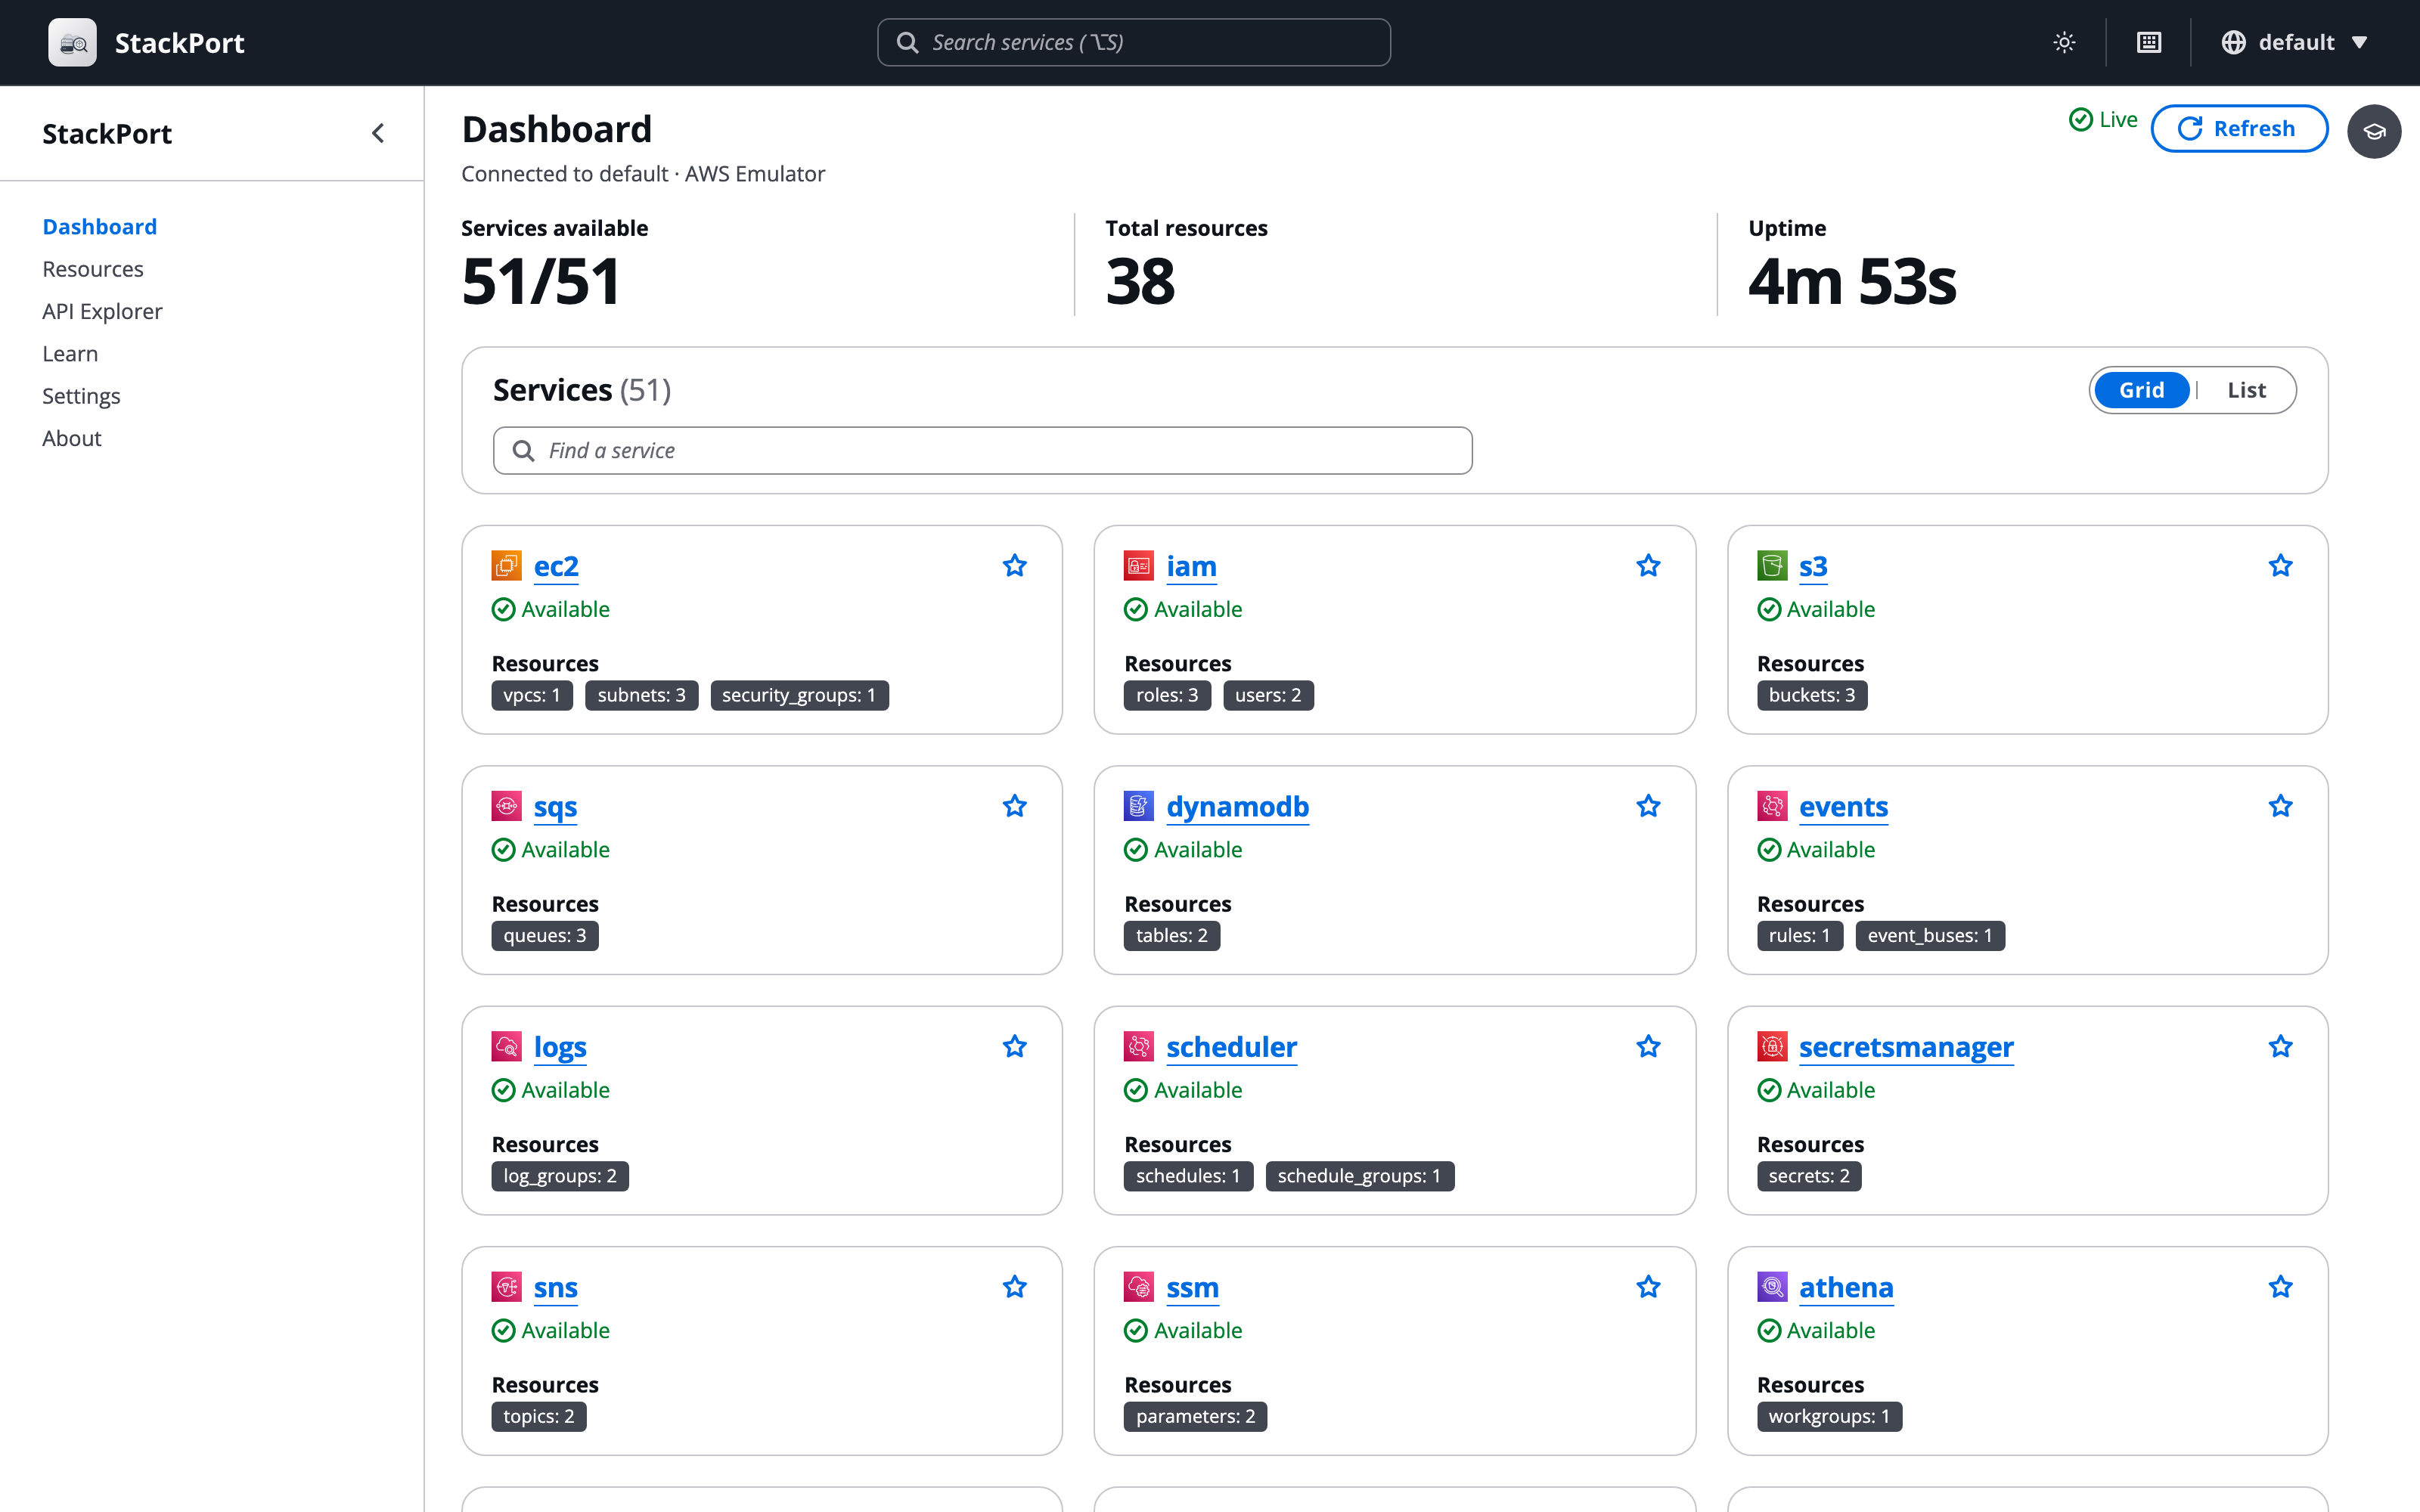 StackPort
Search services (⌥S)
default
StackPort
Dashboard
Resources
API Explorer
Learn
Settings
About
Dashboard
Connected to default · AWS Emulator
Live
Refresh
Services available
51/51
Total resources
38
Uptime
4m 53s
Services (51)
Grid
List
Find a service
ec2
Available
Resources
vpcs: 1 subnets: 3 security_groups: 1
iam
Available
Resources
roles: 3 users: 2
s3
Available
Resources
buckets: 3
sqs
Available
Resources
queues: 3
dynamodb
Available
Resources
tables: 2
events
Available
Resources
rules: 1 event_buses: 1
logs
Available
Resources
log_groups: 2
scheduler
Available
Resources
schedules: 1 schedule_groups: 1
secretsmanager
Available
Resources
secrets: 2
sns
Available
Resources
topics: 2
ssm
Available
Resources
parameters: 2
athena
Available
Resources
workgroups: 1